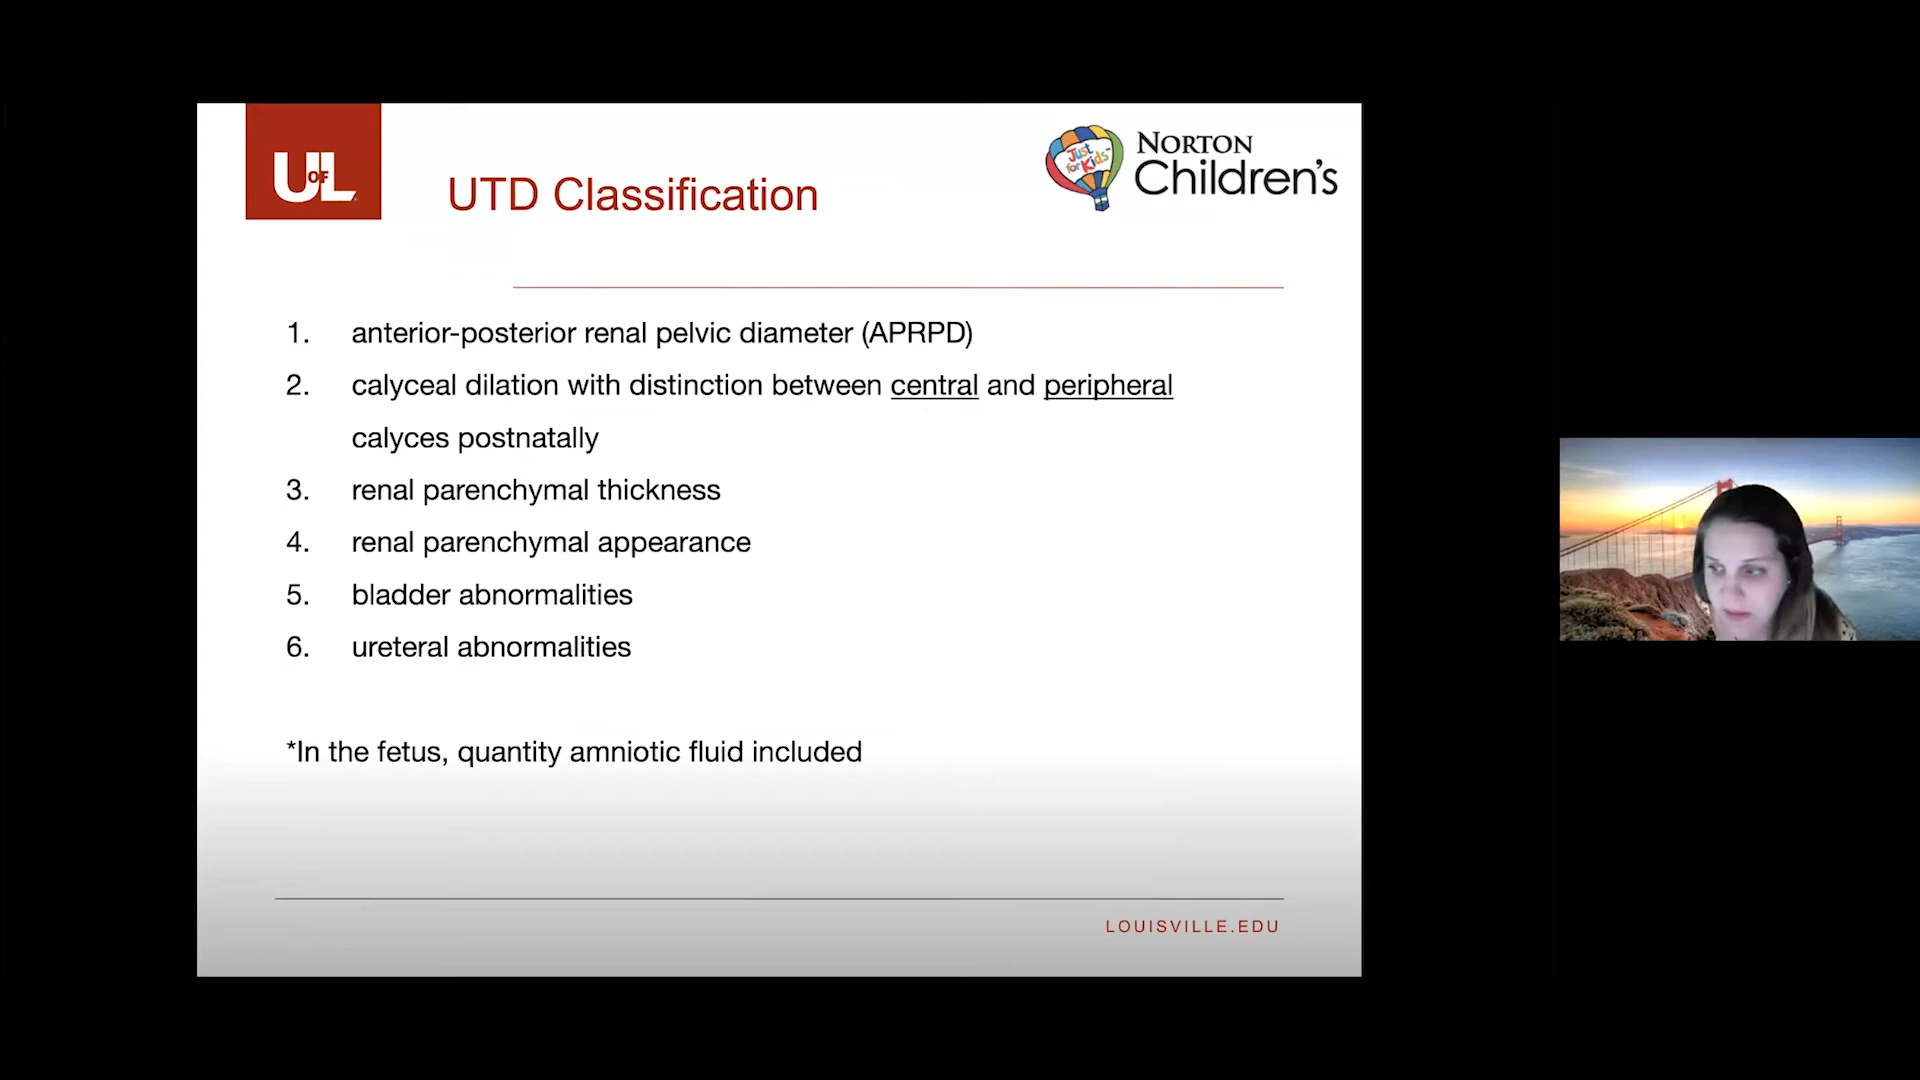 UofL
UTD Classification
Just for Kids™
NORTON
Children's
1. anterior-posterior renal pelvic diameter (APRPD)
2. calyceal dilation with distinction between central and peripheral
calyces postnatally
3. renal parenchymal thickness
4. renal parenchymal appearance
5. bladder abnormalities
6. ureteral abnormalities
*In the fetus, quantity amniotic fluid included
LOUISVILLE.EDU